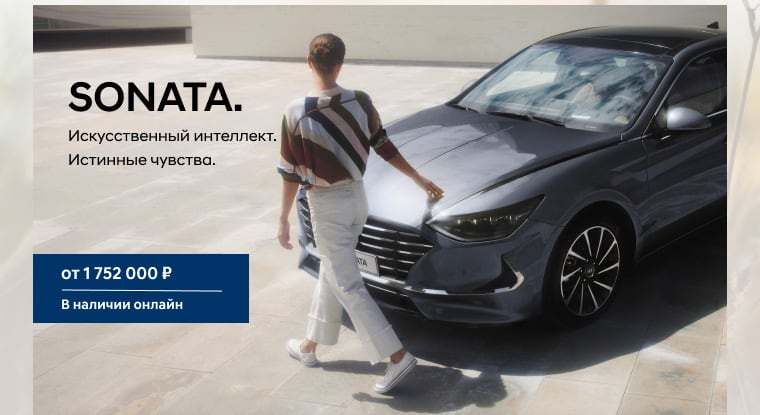 SONATA.
Искусственный интеллект.
Истинные чувства.
от 1 752 000 ₽
В наличии онлайн